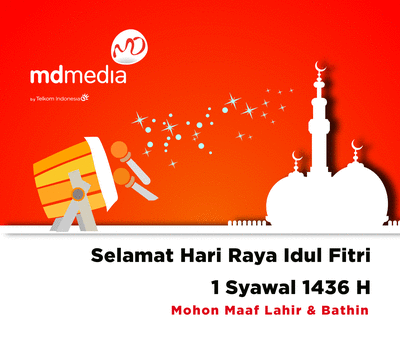 MD
mdmedia
by Telkom indonesia
Selamat Hari Raya Idul Fitri
1 Syawal 1436 H
Mohon Maaf Lahir & Bathin